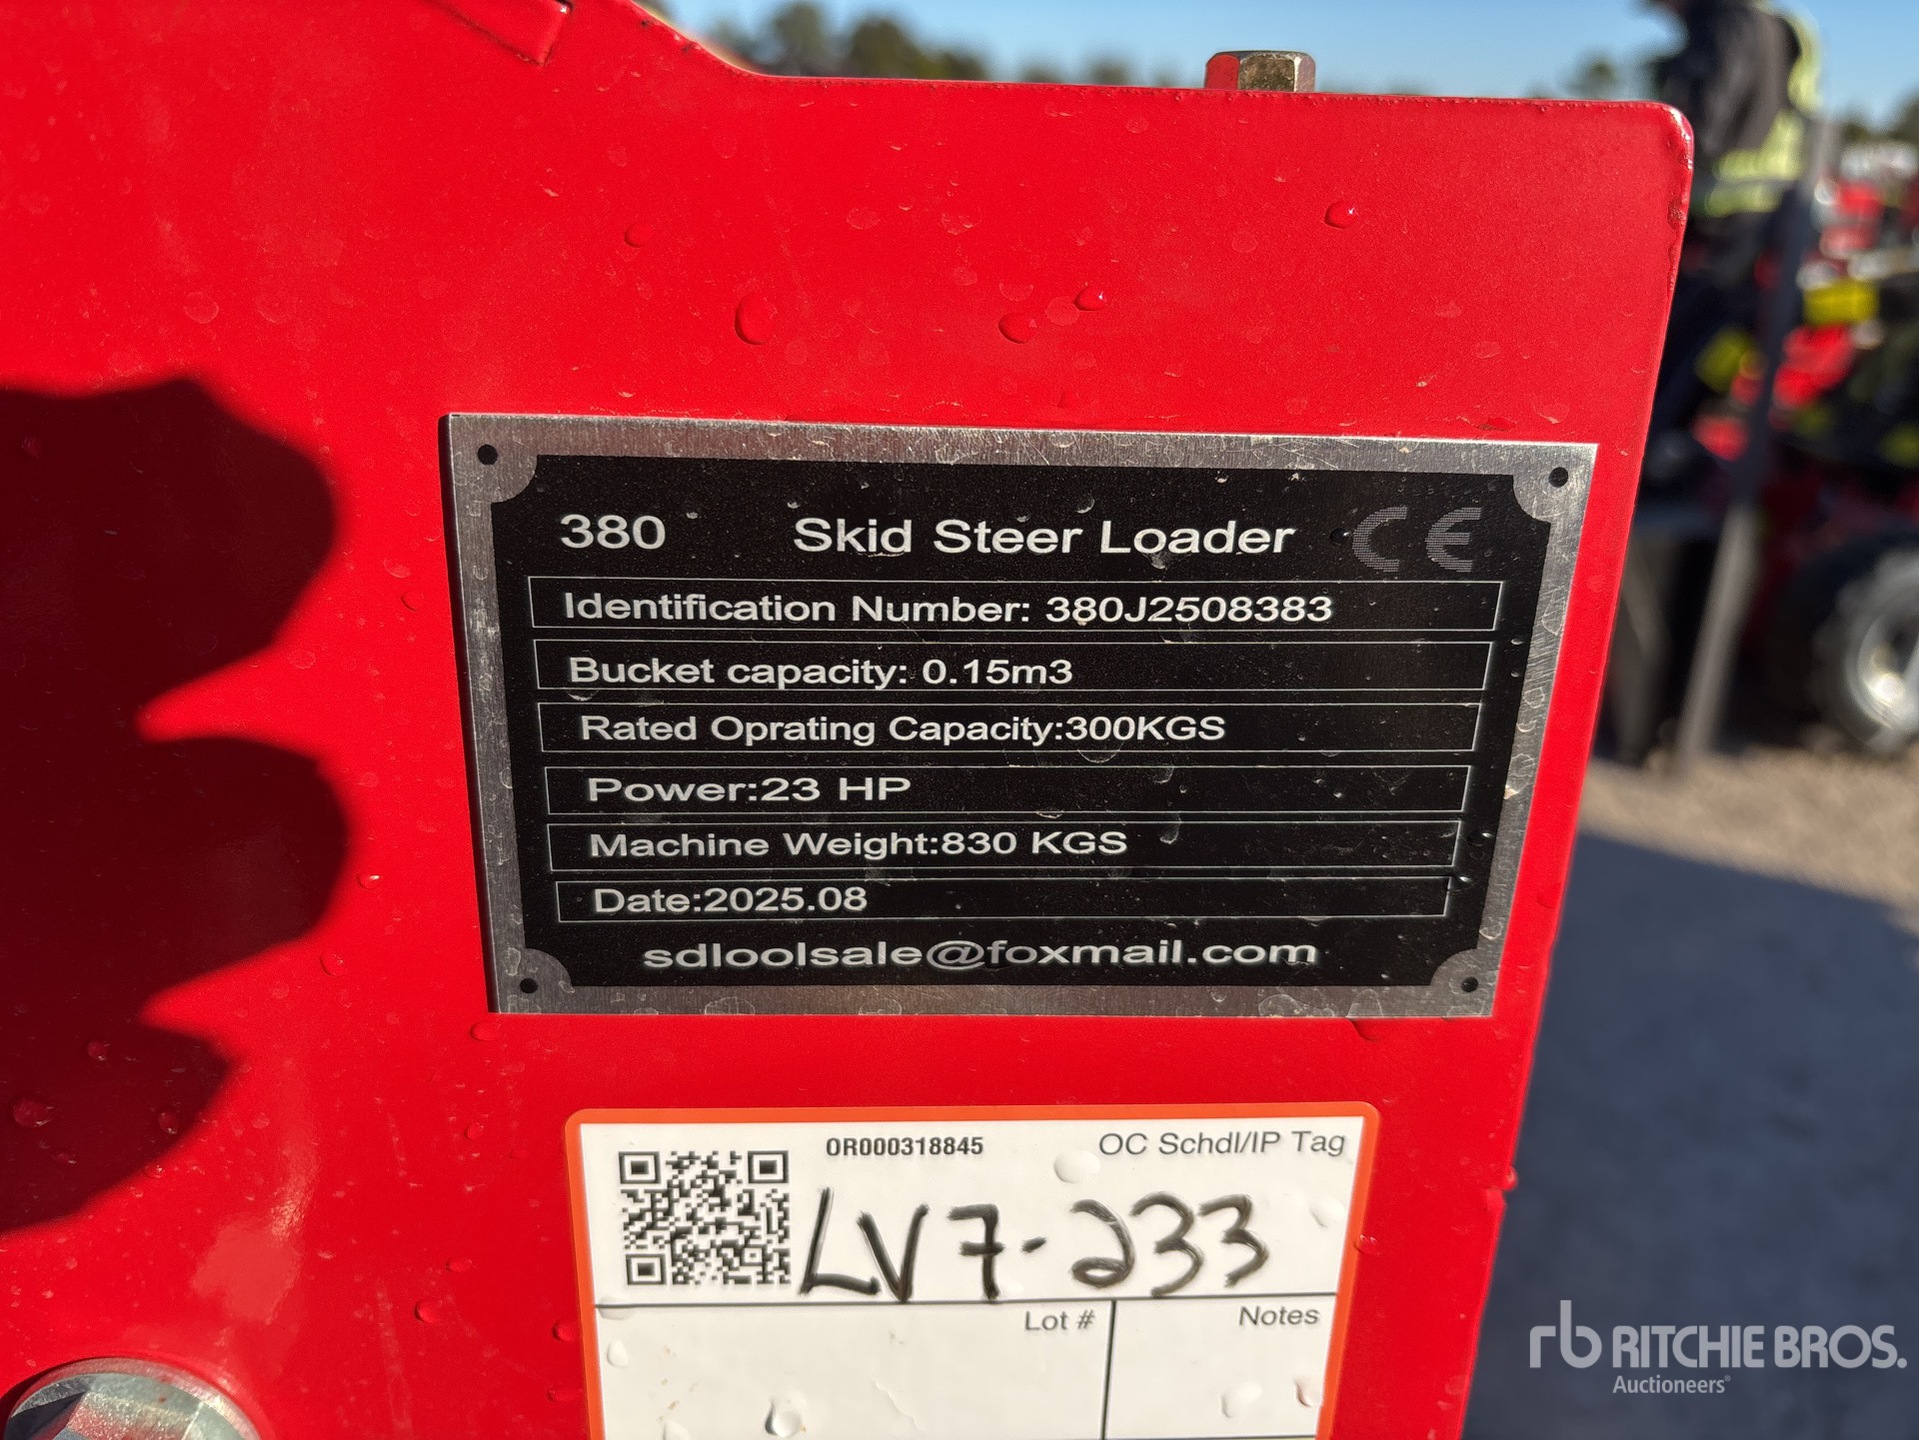 380 Skid Steer Loader CE
Identification Number: 380J2508383
Bucket capacity: 0.15m3
Rated Oprating Capacity:300KGS
Power:23 HP
Machine Weight:830 KGS
Date:2025.08
sdloolsale@foxmail.com
OR000318845 OC Schdl/IP Tag
LV7-233
Lot # Notes
rb RITCHIE BROS.
Auctioneers®